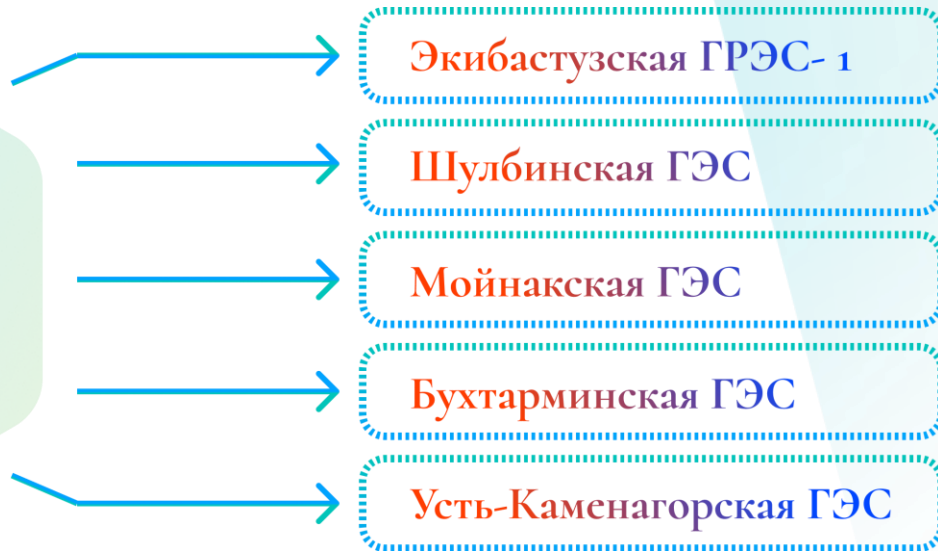 Экибастузская ГРЭС- 1
Шулбинская ГЭС
Мойнакская ГЭС
Бухтарминская ГЭС
Усть-Каменагорская ГЭС